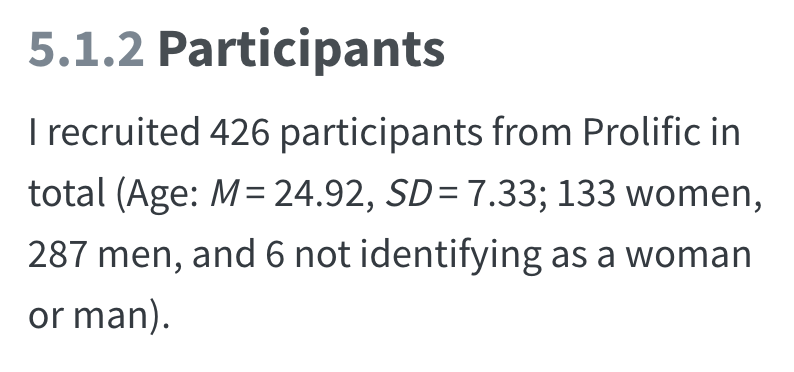 5.1.2 Participants
I recruited 426 participants from Prolific in
total (Age: M = 24.92, SD = 7.33; 133 women,
287 men, and 6 not identifying as a woman
or man).